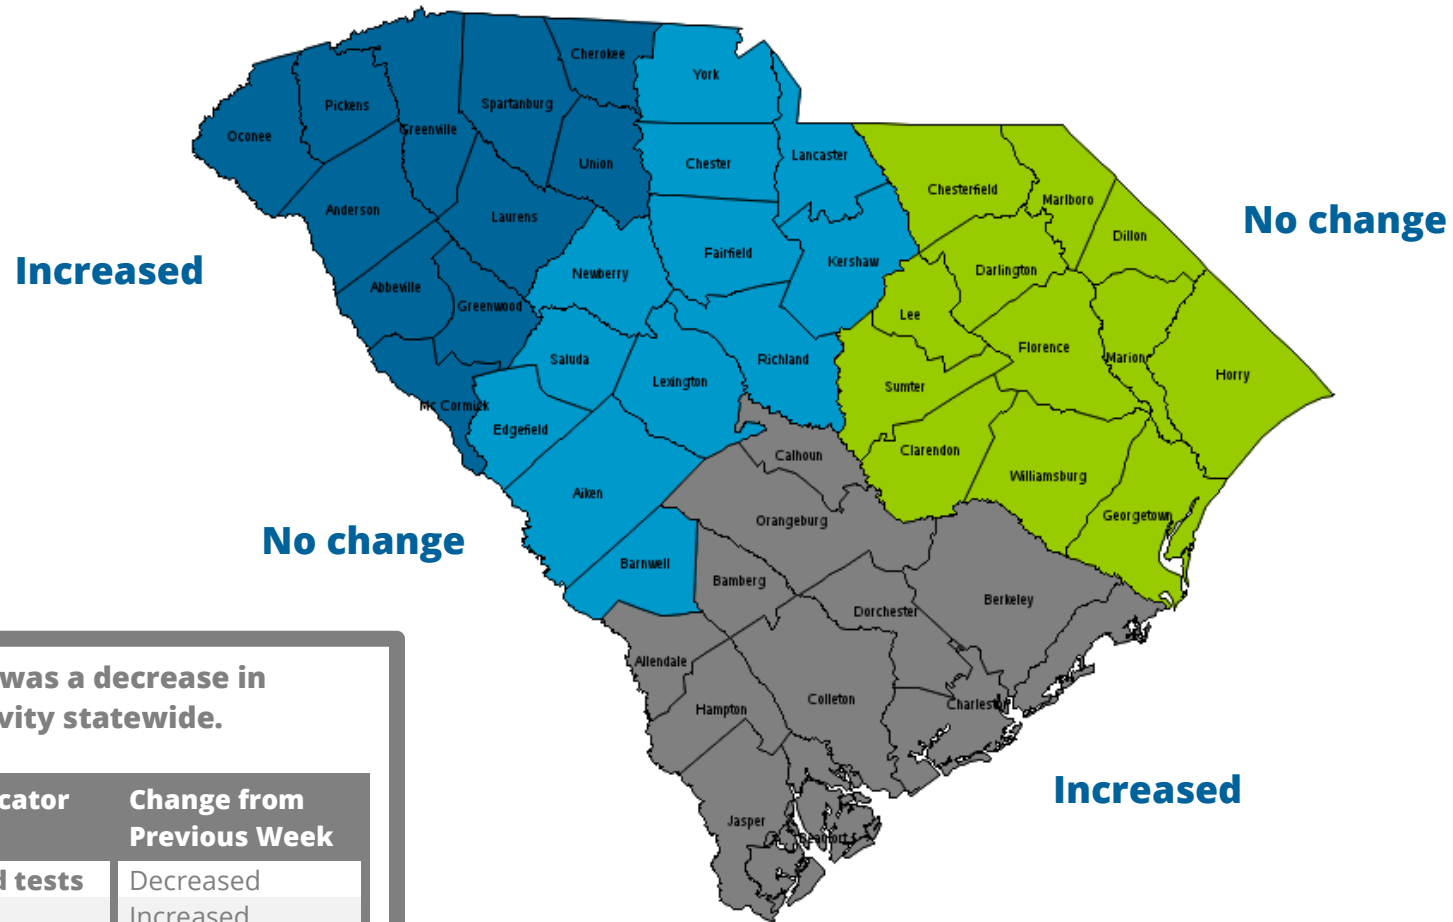 Cherokee
York
Pickens
Spartanburg
Greenville
Oconee
Union
Chester
Lancaster
Chesterfield
Marlboro
Anderson
Laurens
Dillon
No change
Increased
Fairfield
Kershaw
Newberry
Darlington
Abbeville
Greenwood
Lee
Florence
Saluda
Richland
Marion
Lexington
Sumter
Horry
Mc Cormick
Edgefield
Calhoun
Clarendon
Williamsburg
Aiken
Orangeburg
Georgetown
No change
Barnwell
Bamberg
Berkeley
Dorchester
Allendale
Colleton
Charleston
Hampton
Increased
Jasper
Beaufort
was a decrease in
vity statewide.
cator Change from
Previous Week
d tests Decreased
Increased